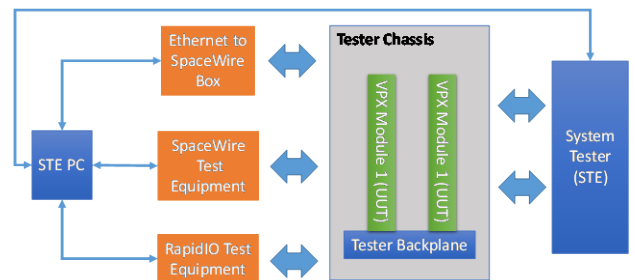 Ethernet to
SpaceWire
Box
Tester Chassis
VPX Module 1 (UUT)
VPX Module 1 (UUT)
System
Tester
(STE)
STE PC
SpaceWire
Test
Equipment
Tester Backplane
RapidIO Test
Equipment